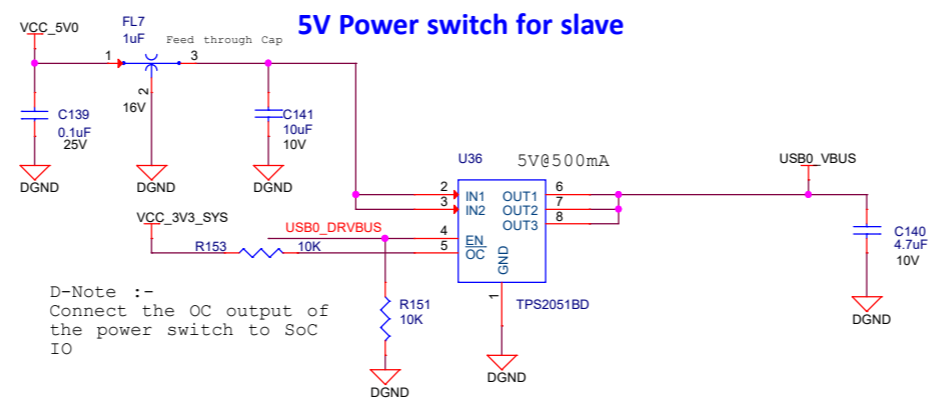 5V Power switch for slave
VCC_5V0
FL7
1uF
Feed through Cap
1
3
2
16V
C139
0.1uF
25V
C141
10uF
10V
DGND
DGND
DGND
U36
5V@500mA
USB0_VBUS
2
IN1
OUT1
6
3
IN2
OUT2
7
OUT3
8
VCC_3V3_SYS
USB0_DRVBUS
4
EN
R153
10K
5
OC
GND
C140
4.7uF
10V
1
TPS2051BD
R151
10K
DGND
D-Note :-
Connect the OC output of
the power switch to SoC
IO
DGND
DGND